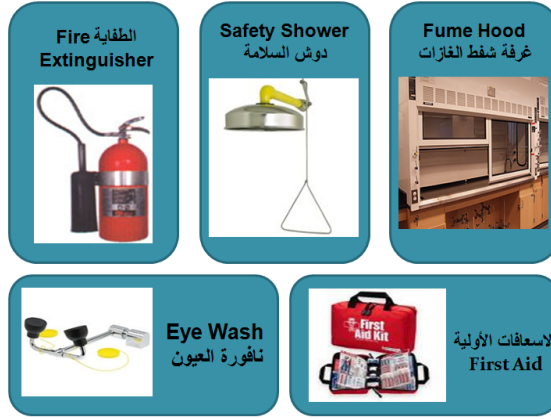 Fire الطفاية
Extinguisher
Safety Shower
دوش السلامة
Fume Hood
غرفة شفط الغازات
Eye Wash
نافورة العيون
First
Aid Kit
لاسعافات الأولية
First Aid